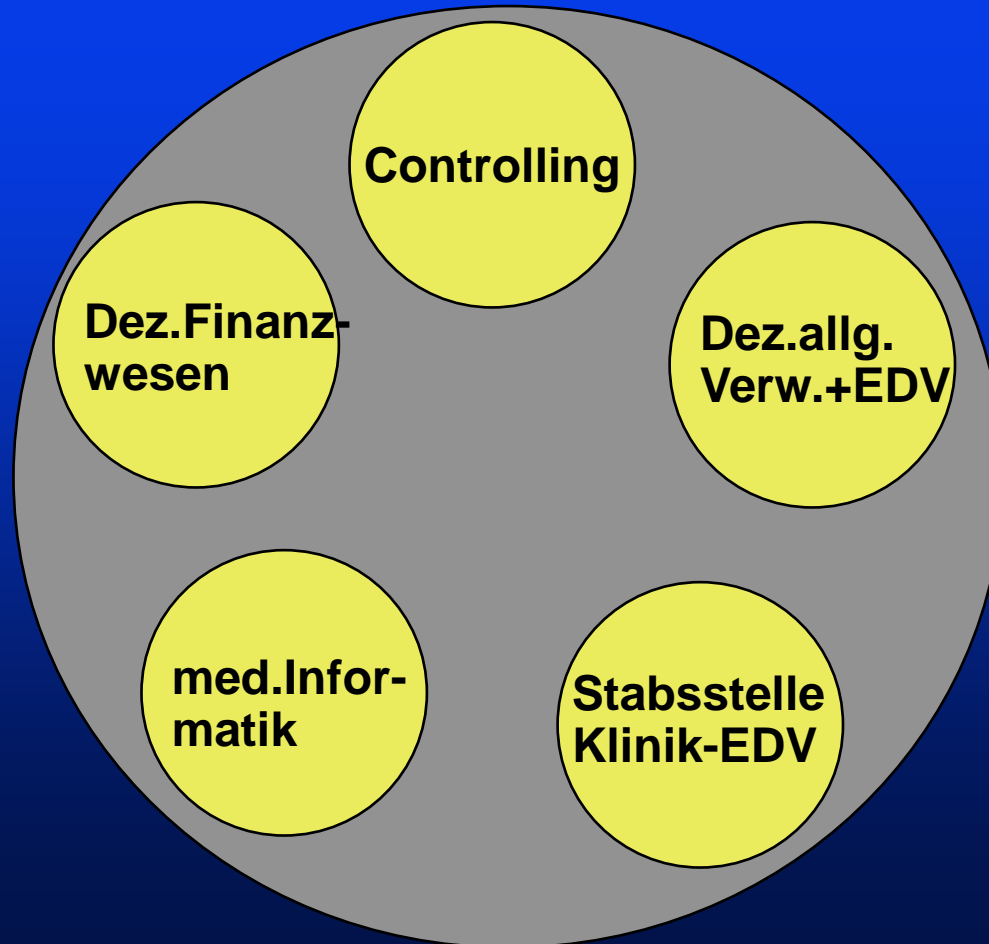 Controlling
Dez.Finanz-
wesen
Dez.allg.
Verw.+EDV
med.Infor-
matik
Stabsstelle
Klinik-EDV